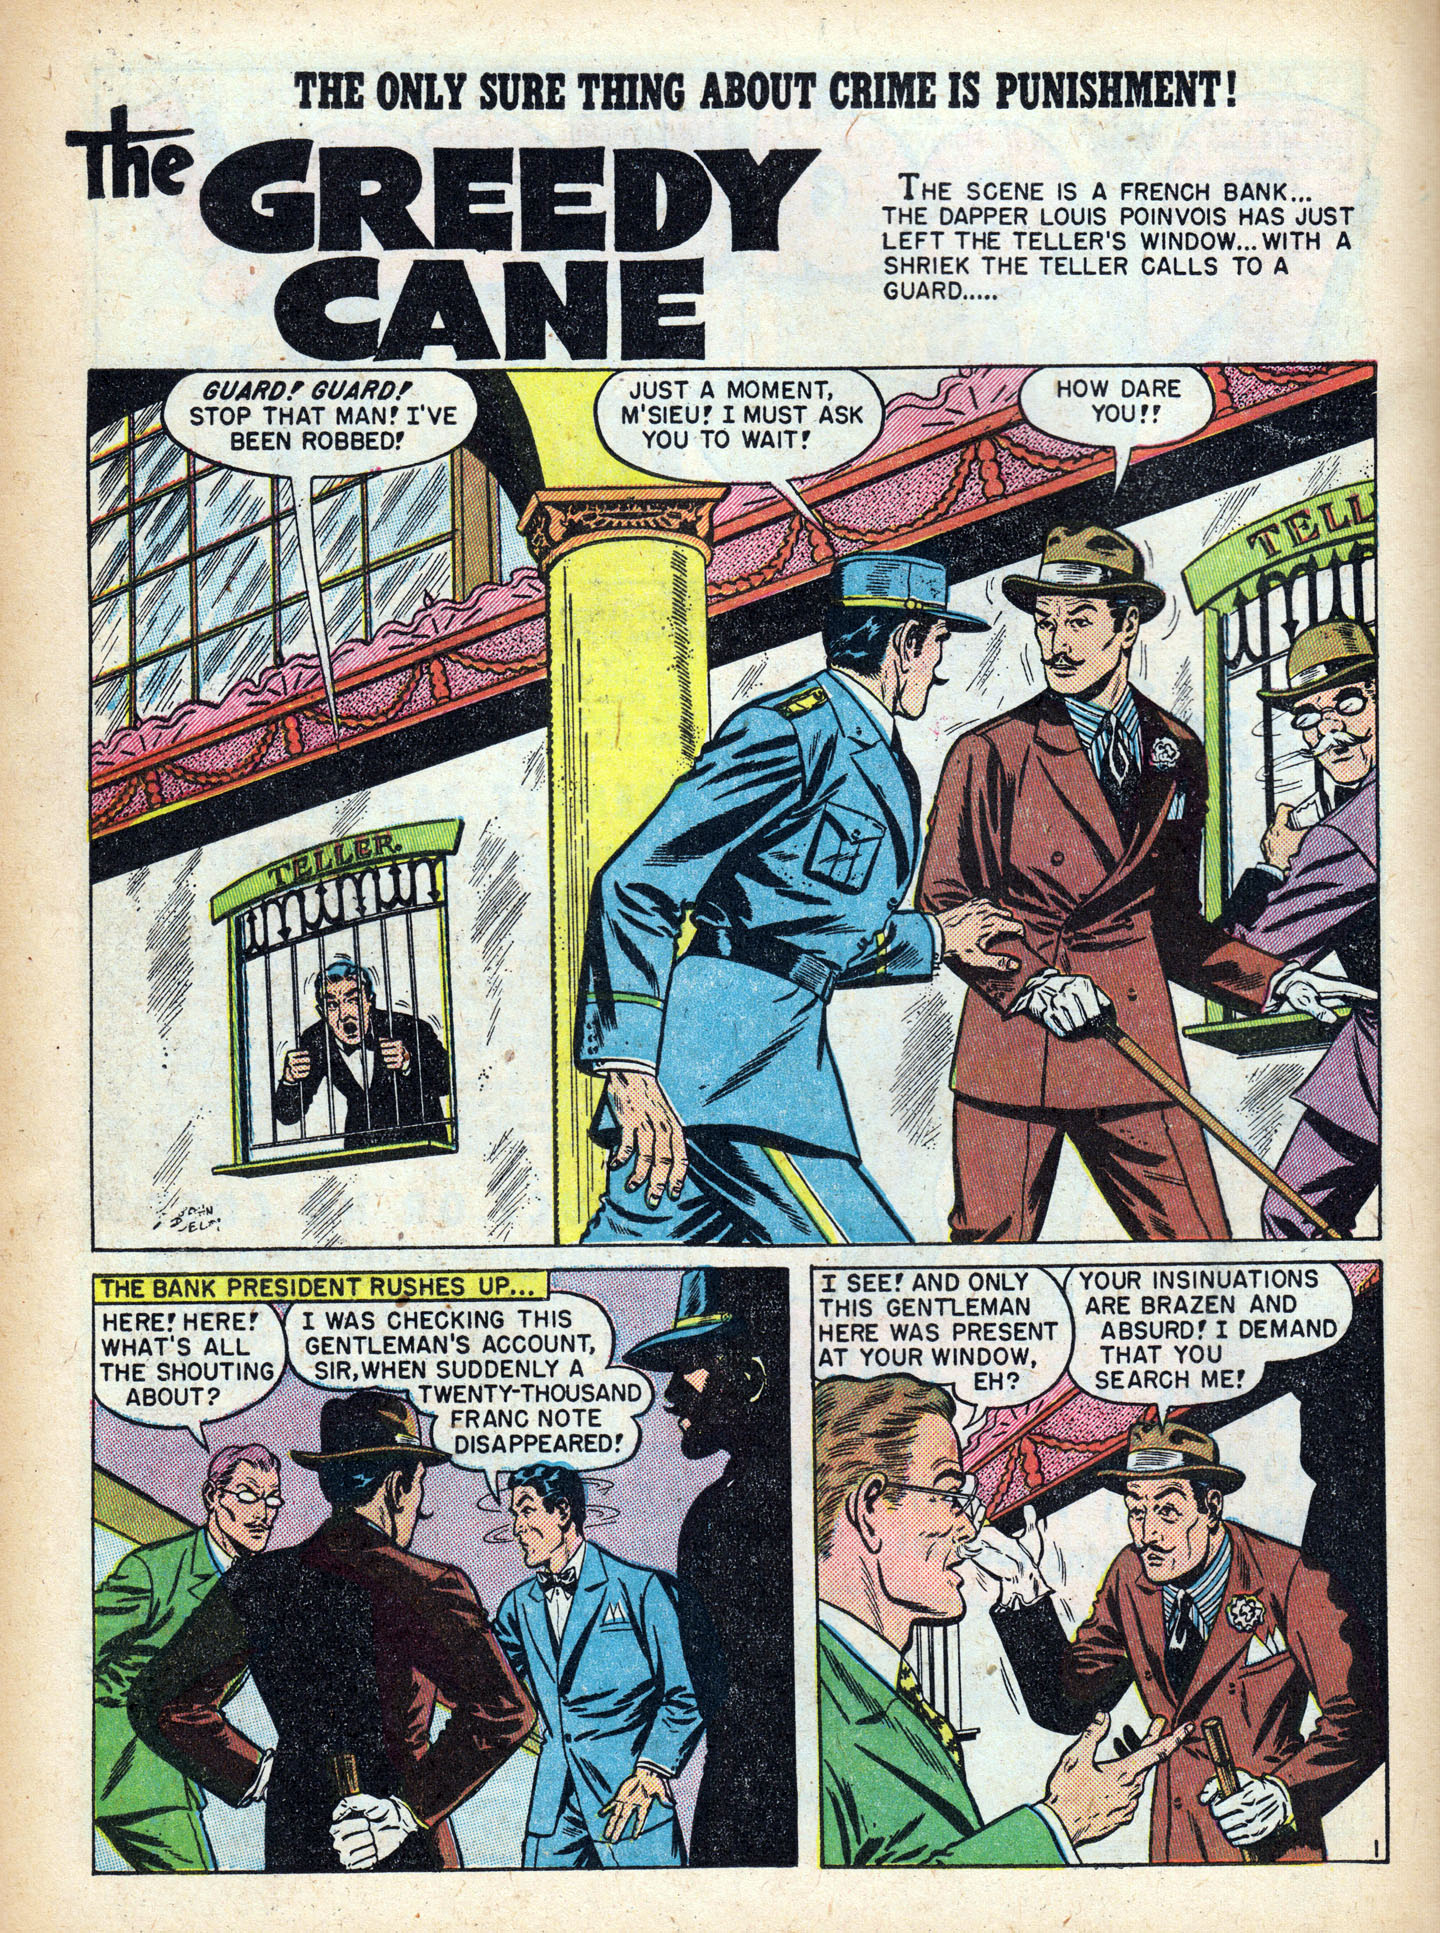 THE ONLY SURE THING ABOUT CRIME IS PUNISHMENT!
The
GREEDY
CANE
THE SCENE IS A FRENCH BANK...
THE DAPPER LOUIS POINVOIS HAS JUST
LEFT THE TELLER'S WINDOW... WITH A
SHRIEK THE TELLER CALLS TO A
GUARD.....
GUARD! GUARD!
STOP THAT MAN! I'VE
BEEN ROBBED!
JUST A MOMENT,
M'SIEU! I MUST ASK
YOU TO WAIT!
HOW DARE
YOU!!
TELL
TELLER.
JOHN
THE BANK PRESIDENT RUSHES UP...
HERE! HERE!
WHAT'S ALL
THE SHOUTING
ABOUT?
I WAS CHECKING THIS
GENTLEMAN'S ACCOUNT,
SIR, WHEN SUDDENLY A
TWENTY-THOUSAND
FRANC NOTE
DISAPPEARED!
I SEE! AND ONLY
THIS GENTLEMAN
HERE WAS PRESENT
AT YOUR WINDOW,
EH?
YOUR INSINUATIONS
ARE BRAZEN AND
ABSURD! I DEMAND
THAT YOU
SEARCH ME!
1